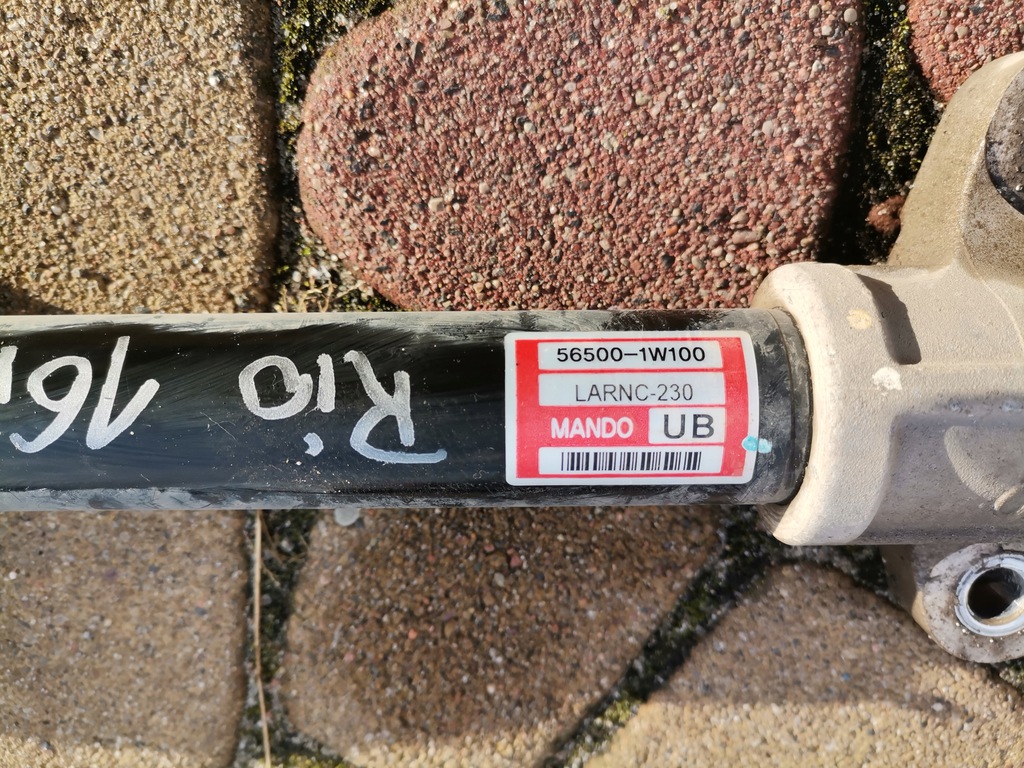 56500-1W100
LARNC-230
MANDO UB
Rio 16